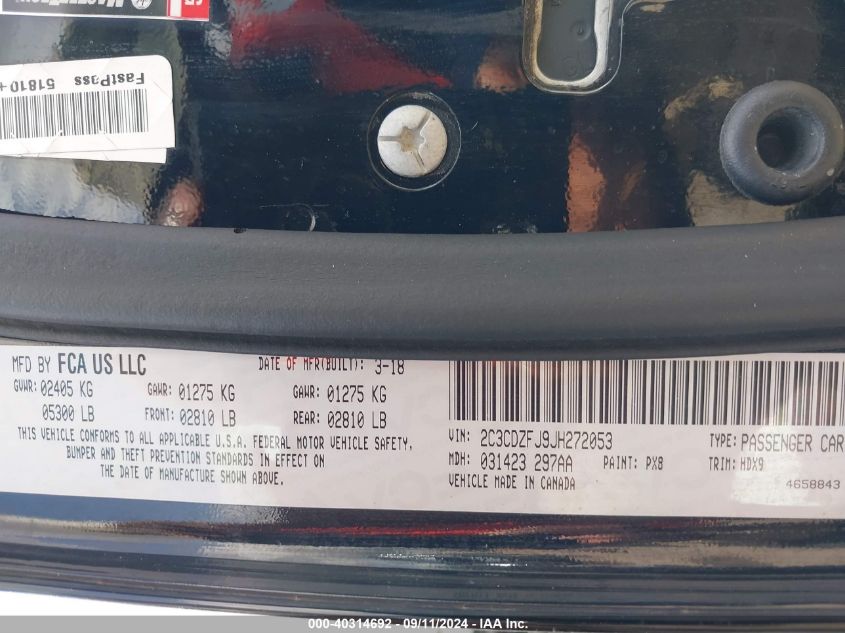 FastPass
51810
MFD BY FCA US LLC
DATE OF MFR(BUILT): 3-18
GVWR: 02405 KG
GAWR: 01275 KG
GAWR: 01275 KG
05300 LB
FRONT: 02810 LB
REAR: 02810 LB
THIS VEHICLE CONFORMS TO ALL APPLICABLE U.S.A. FEDERAL MOTOR VEHICLE SAFETY,
BUMPER AND THEFT PREVENTION STANDARDS IN EFFECT ON
THE DATE OF MANUFACTURE SHOWN ABOVE.
VIN: 2C3CDZFJ9JH272053
TYPE: PASSENGER CAR
MDH: 031423 297AA
PAINT: PX8
TRIM: HDX9
VEHICLE MADE IN CANADA
4658843
000-40314692 - 09/11/2024 - IAA Inc.